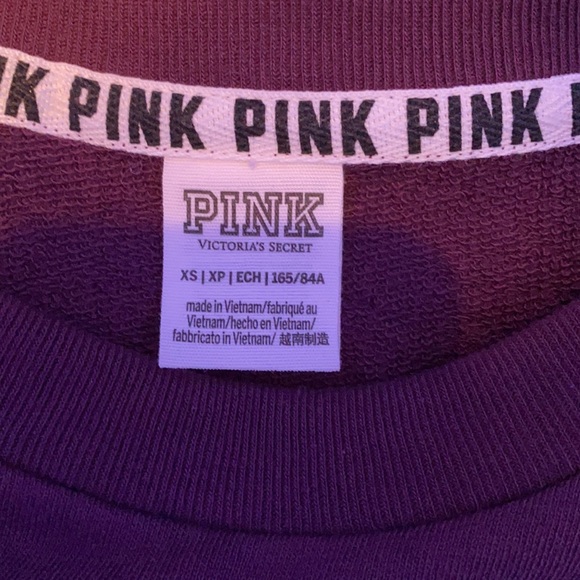 PINK PINK PINK PINK
PINK
VICTORIA'S SECRET
XS | XP | ECH | 165/84A
made in Vietnam/fabriqué au
Vietnam/hecho en Vietnam/
fabbricato in Vietnam/ 越南制造